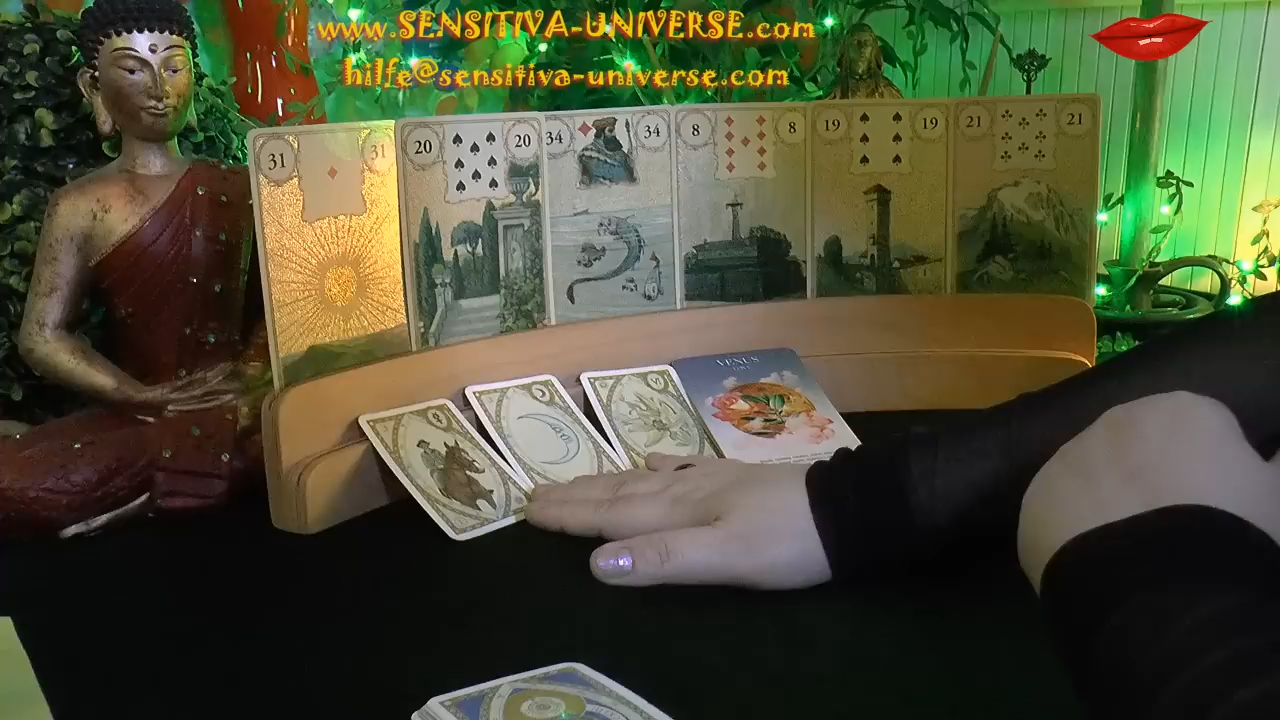 www.SENSITIVA-UNIVERSE.com
hilfe@sensitiva-universe.com
31 31 20 20 34 34 8 8 19 19 21 21
VENUS